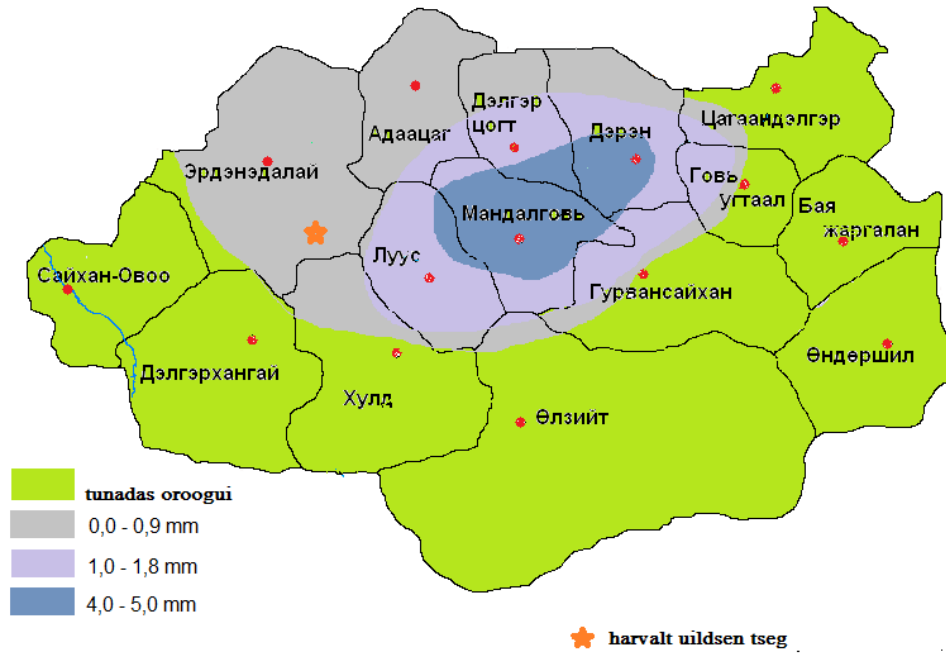 Дэлгэр
цогт
Адаацаг
Дэрэн
Цагаандэлгэр
Эрдэнэдалай
Говь
угтаал
Бая
жаргалан
Мандалговь
Луус
Сайхан-Овоо
Гурвансайхан
Өндөршил
Дэлгэрхангай
Хулд
Өлзийт
tunadas oroogui
0,0 - 0,9 mm
1,0 - 1,8 mm
4,0 - 5,0 mm
harvalt uildsen tseg